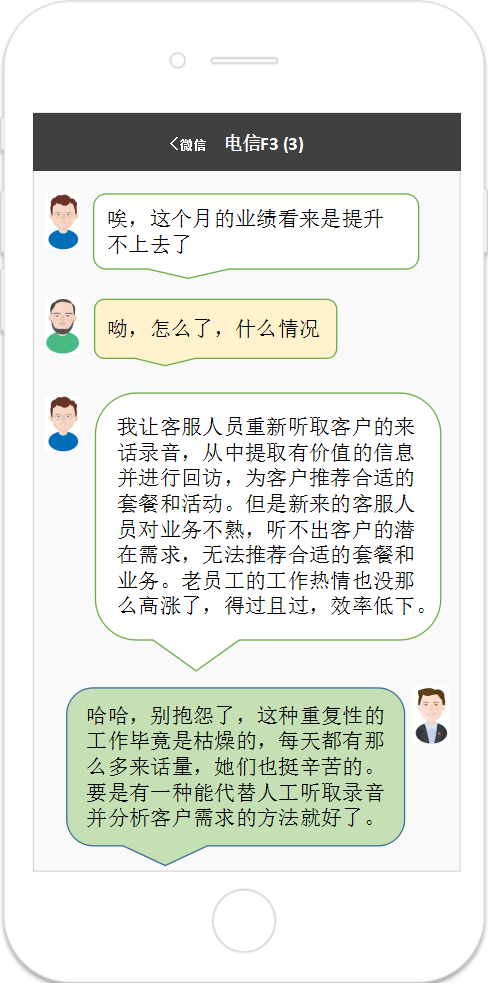 <微信 电信F3 (3)
唉，这个月的业绩看来是提升
不上去了
呦，怎么了，什么情况
我让客服人员重新听取客户的来
话录音，从中提取有价值的信息
并进行回访，为客户推荐合适的
套餐和活动。但是新来的客服人
员对业务不熟，听不出客户的潜
在需求，无法推荐合适的套餐和
业务。老员工的工作热情也没那
么高涨了，得过且过，效率低下。
哈哈，别抱怨了，这种重复性的
工作毕竟是枯燥的，每天都有那
么多来话量，她们也挺辛苦的。
要是有一种能代替人工听取录音
并分析客户需求的方法就好了。